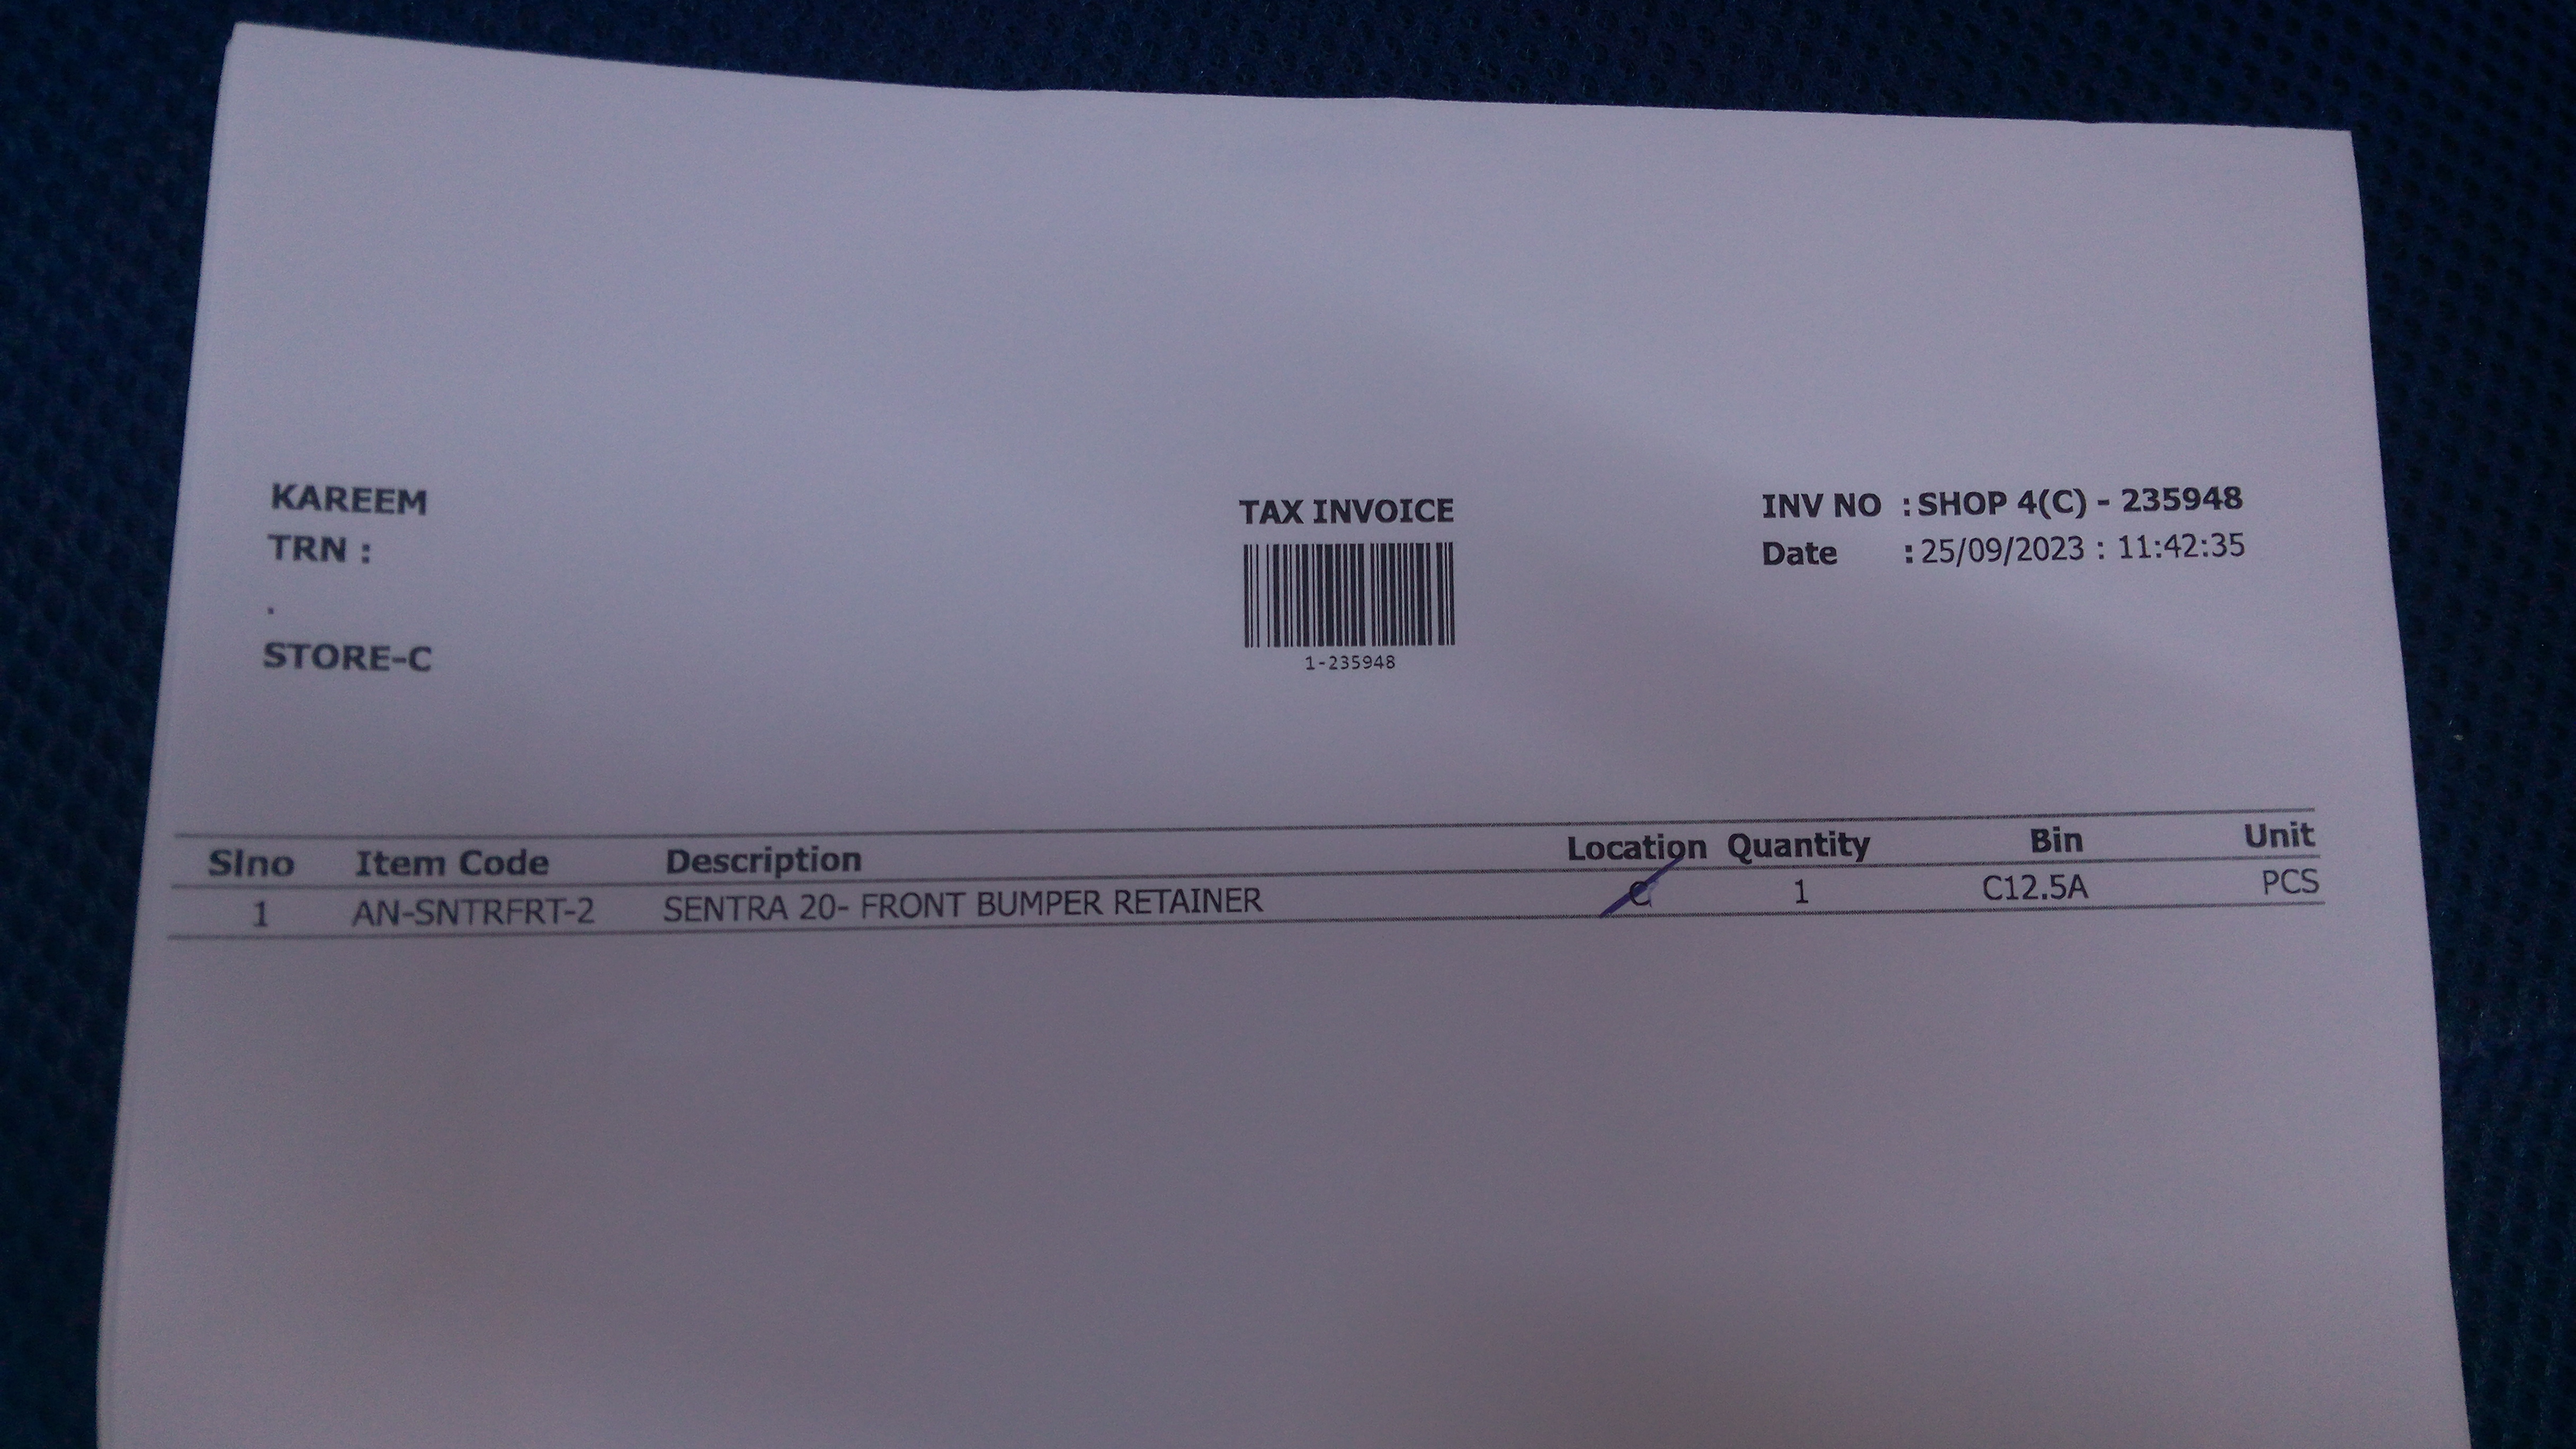 KAREEM
TRN :
.
STORE-C
TAX INVOICE
1-235948
INV NO : SHOP 4(C) - 235948
Date : 25/09/2023 : 11:42:35
Slno Item Code Description Location Quantity Bin Unit
1 AN-SNTRFRT-2 SENTRA 20- FRONT BUMPER RETAINER C 1 C12.5A PCS